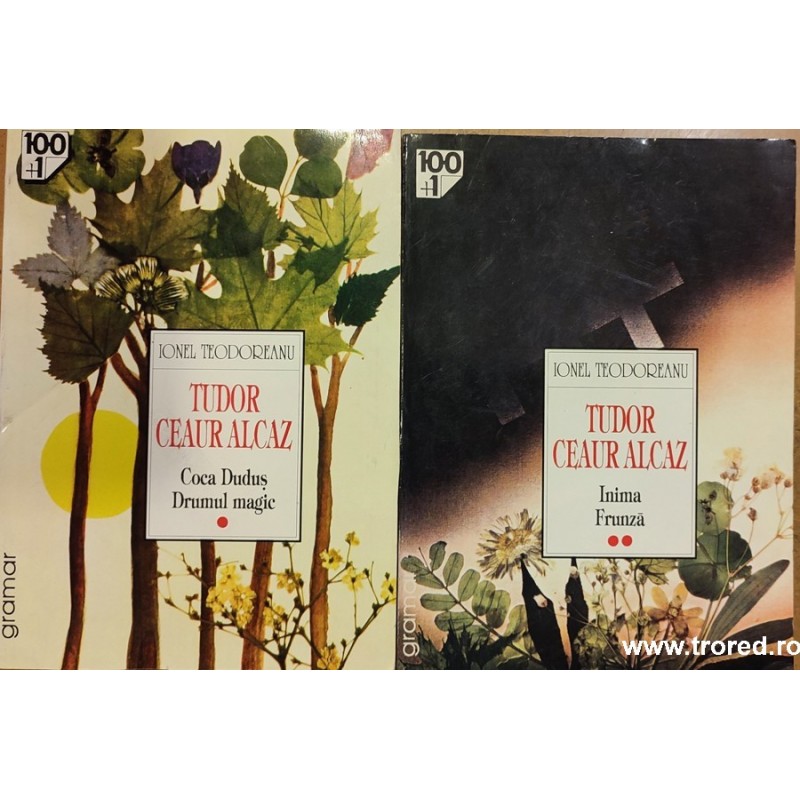 100
+1
IONEL TEODOREANU
TUDOR
CEAUR ALCAZ
Coca Duduș
Drumul magic
gramar
100
+1
IONEL TEODOREANU
TUDOR
CEAUR ALCAZ
Inima
Frunză
gramar
www.trored.ro